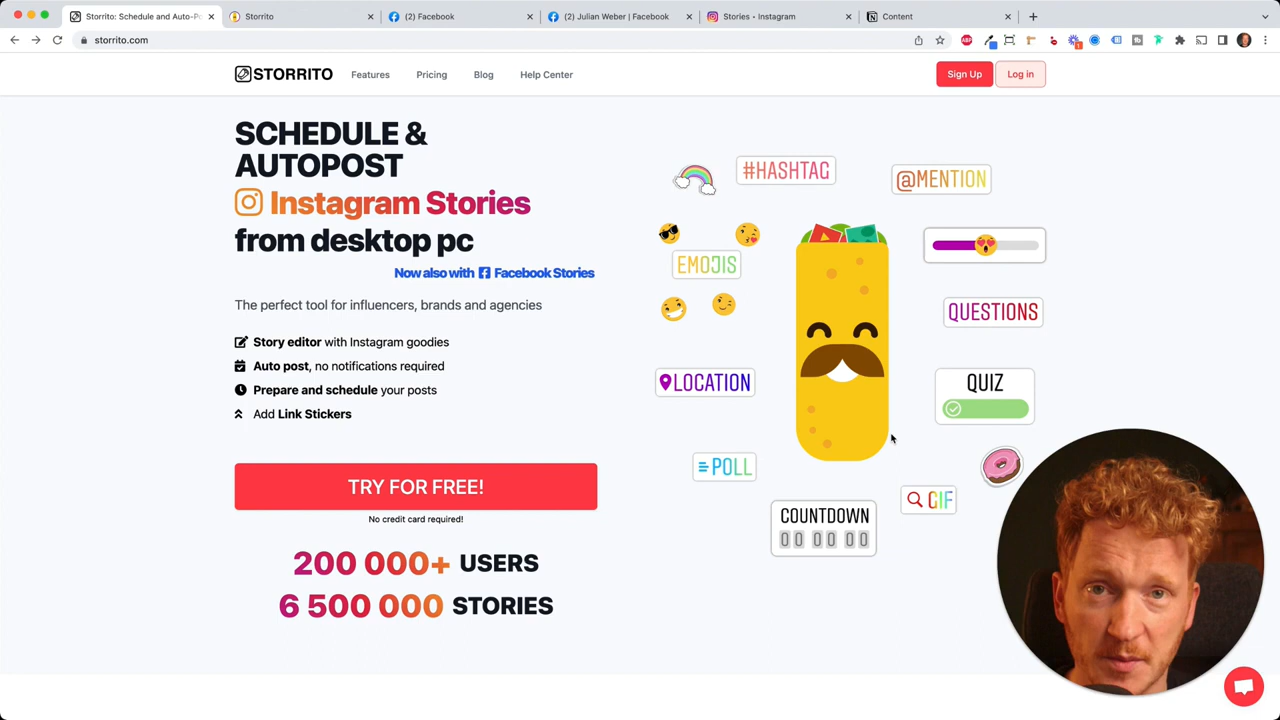 Storrito: Schedule and Auto-Po
Storrito
(2) Facebook
(2) Julian Weber | Facebook
Stories • Instagram
Content
storrito.com
STORRITO
Features
Pricing
Blog
Help Center
Sign Up
Log in
SCHEDULE &
AUTOPOST
Instagram Stories
from desktop pc
Now also with Facebook Stories
The perfect tool for influencers, brands and agencies
Story editor with Instagram goodies
Auto post, no notifications required
Prepare and schedule your posts
Add Link Stickers
TRY FOR FREE!
No credit card required!
200 000+ USERS
6 500 000 STORIES
#HASHTAG
@MENTION
EMOJIS
QUESTIONS
LOCATION
QUIZ
POLL
GIF
COUNTDOWN
00 00 00